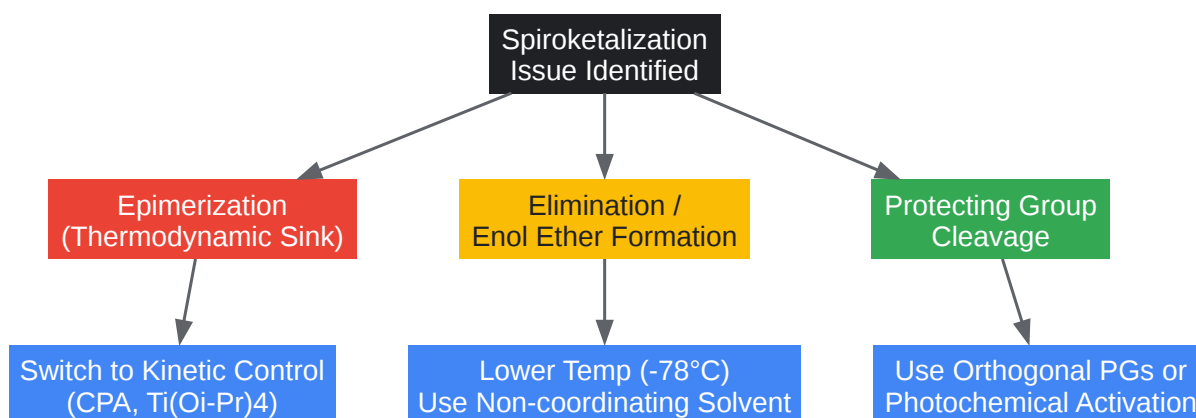 Spiroketalization
Issue Identified
Epimerization
(Thermodynamic Sink)
Elimination /
Enol Ether Formation
Protecting Group
Cleavage
Switch to Kinetic Control
(CPA, Ti(Oi-Pr)4)
Lower Temp (-78°C)
Use Non-coordinating Solvent
Use Orthogonal PGs or
Photochemical Activation